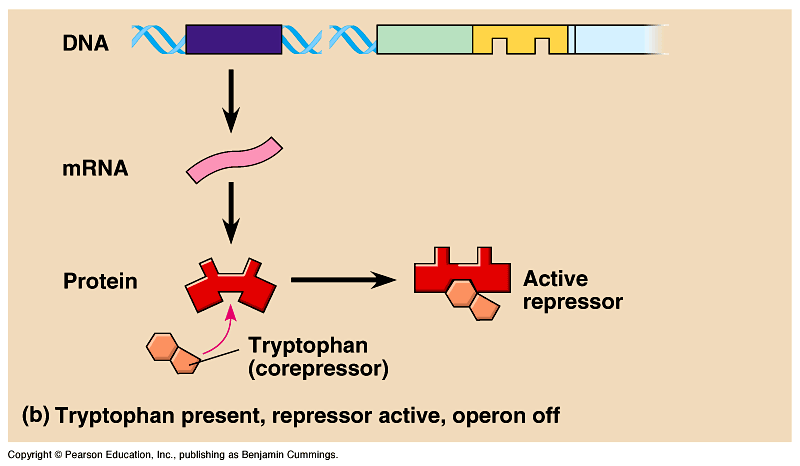 DNA
mRNA
Protein
Active
repressor
Tryptophan
(corepressor)
(b) Tryptophan present, repressor active, operon off
Copyright © Pearson Education, Inc., publishing as Benjamin Cummings.